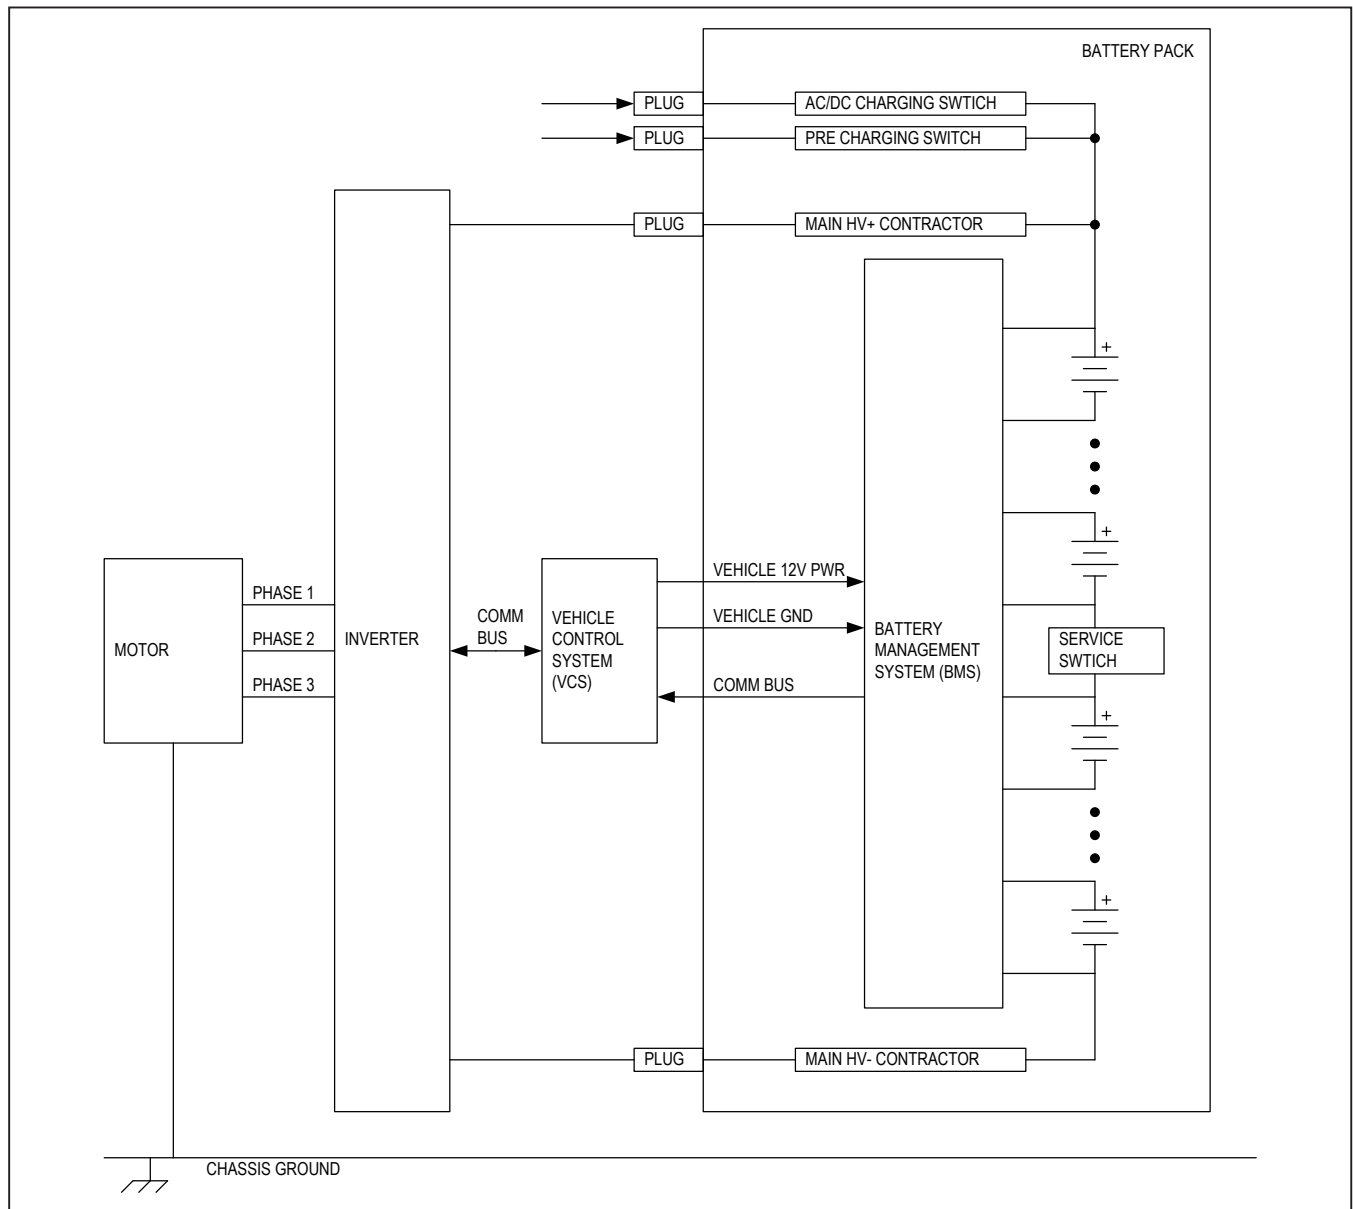 BATTERY PACK
PLUG
AC/DC CHARGING SWTICH
PLUG
PRE CHARGING SWITCH
PLUG
MAIN HV+ CONTRACTOR
+
+
VEHICLE 12V PWR
PHASE 1
COMM
BUS
VEHICLE
CONTROL
SYSTEM
(VCS)
VEHICLE GND
BATTERY
MANAGEMENT
SYSTEM (BMS)
SERVICE
SWTICH
MOTOR
PHASE 2
INVERTER
PHASE 3
COMM BUS
+
+
PLUG
MAIN HV- CONTRACTOR
CHASSIS GROUND